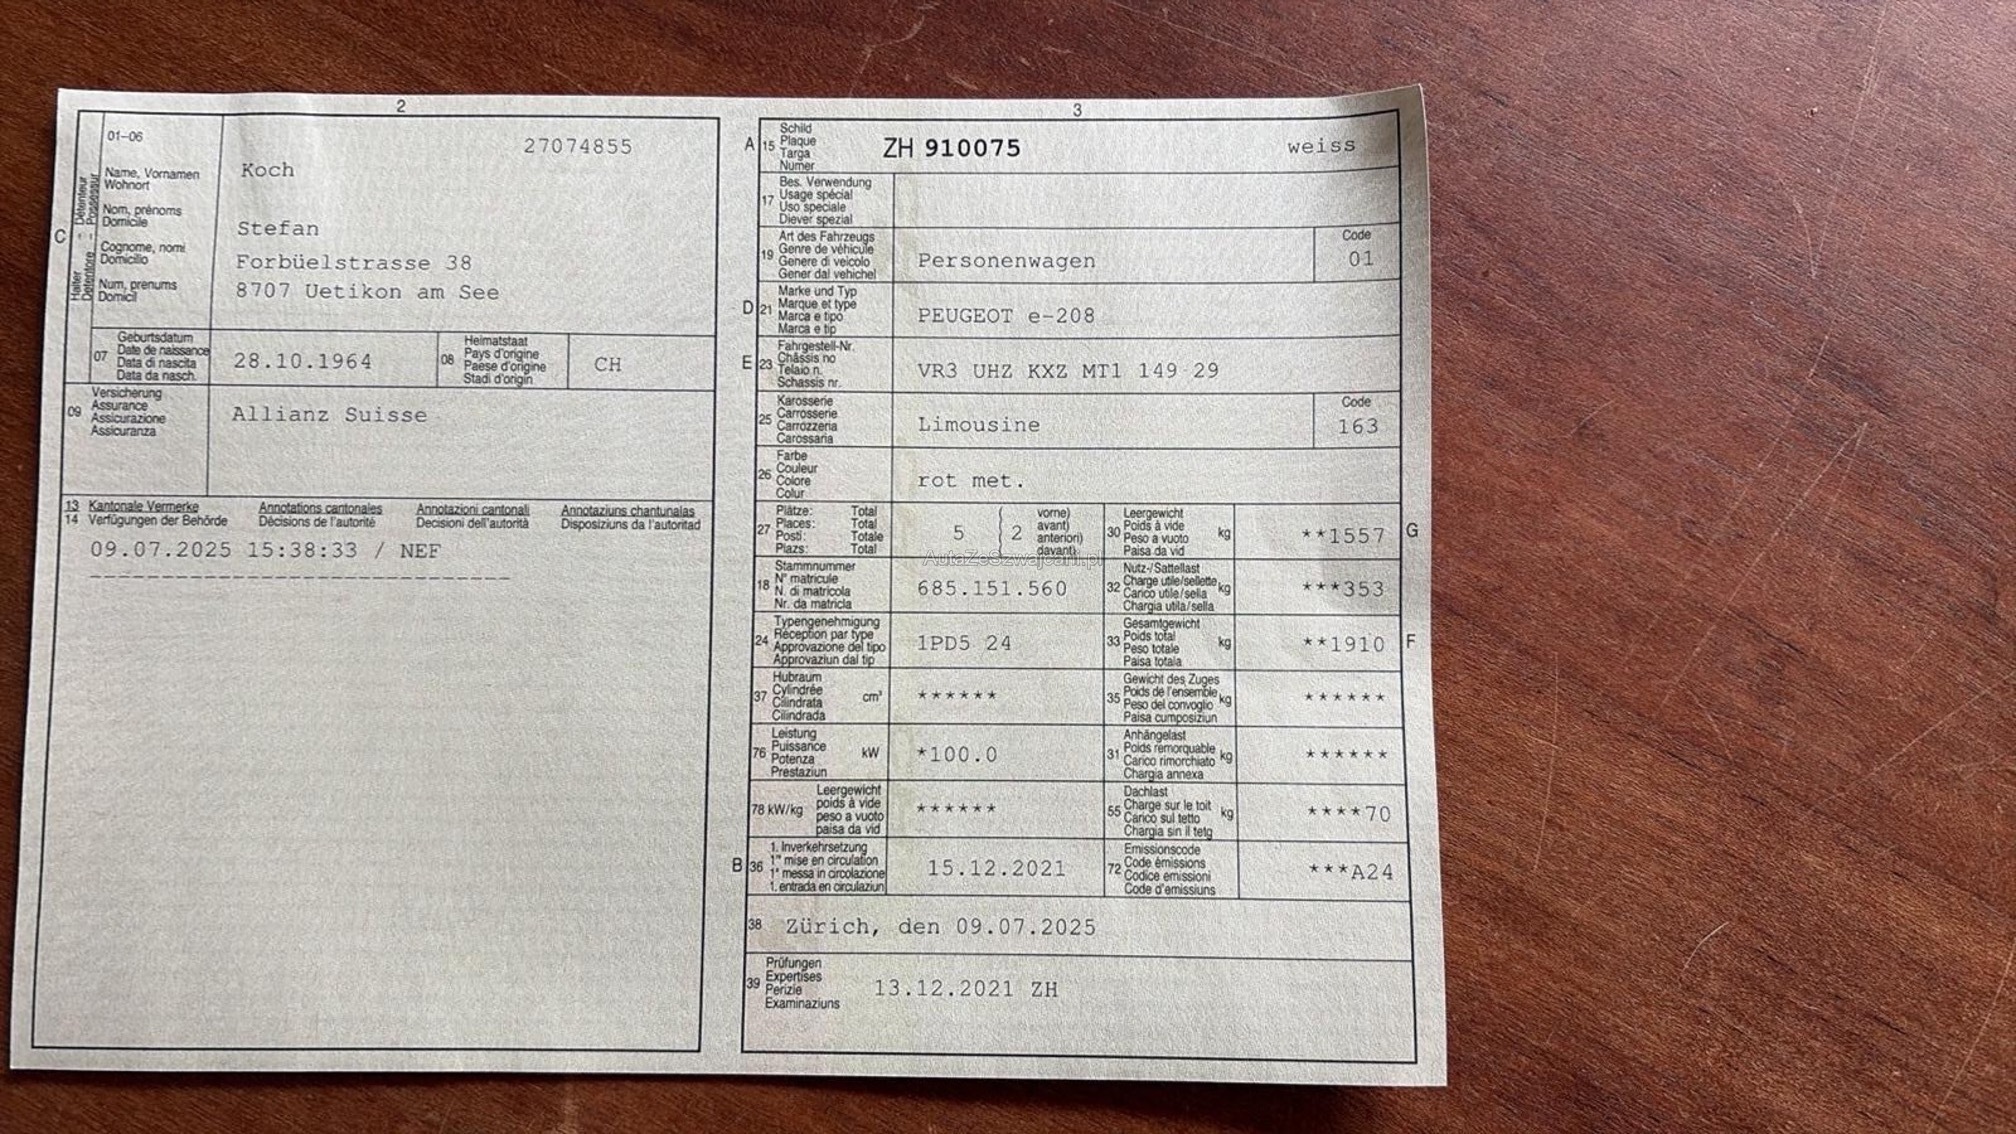 2
01-06
27074855
C
Halter - Détenteur
Detentore - Possessur
Name, Vornamen
Wohnort
Nom, prénoms
Domicile
Cognome, nomi
Domicilio
Num, prenums
Domicil
Koch
Stefan
Forbüelstrasse 38
8707 Uetikon am See
07
Geburtsdatum
Date de naissance
Data di nascita
Data da nasch.
28.10.1964
08
Heimatstaat
Pays d'origine
Paese d'origine
Stadi d'origin
CH
09
Versicherung
Assurance
Assicurazione
Assicuranza
Allianz Suisse
13 Kantonale Vermerke Annotations cantonales Annotazioni cantonali Annotaziuns chantunalas
14 Verfügungen der Behörde Décisions de l'autorité Decisioni dell'autorità Disposiziuns da l'autoritad
09.07.2025 15:38:33 / NEF
------------------------------
3
A
15
Schild
Plaque
Targa
Numer
ZH 910075 weiss
17
Bes. Verwendung
Usage spécial
Uso speciale
Diever spezial
19
Art des Fahrzeugs
Genre de véhicule
Genere di veicolo
Gener dal vehichel
Personenwagen
Code
01
D
21
Marke und Typ
Marque et type
Marca e tipo
Marca e tip
PEUGEOT e-208
E
23
Fahrgestell-Nr.
Châssis no
Telaio n.
Schassis nr.
VR3 UHZ KXZ MT1 149 29
25
Karosserie
Carrosserie
Carrozzeria
Carossaria
Limousine
Code
163
26
Farbe
Couleur
Colore
Colur
rot met.
27
Plätze: Total
Places: Total
Posti: Totale
Plazs: Total
5 ( 2 vorne)
avant)
anteriori)
davant)
30
Leergewicht
Poids à vide
Peso a vuoto
Paisa da vid
kg
**1557
G
AutaZeSzwajcarii.pl
18
Stammnummer
N° matricule
N. di matricola
Nr. da matricla
685.151.560
32
Nutz-/Sattellast
Charge utile/sellette
Carico utile/sella
Chargia utila/sella
kg
***353
24
Typengenehmigung
Réception par type
Approvazione del tipo
Approvaziun dal tip
1PD5 24
33
Gesamtgewicht
Poids total
Peso totale
Paisa totala
kg
**1910
F
37
Hubraum
Cylindrée
Cilindrata
Cilindrada
cm³
******
35
Gewicht des Zuges
Poids de l'ensemble
Peso del convoglio
Paisa cumposiziun
kg
******
76
Leistung
Puissance
Potenza
Prestaziun
kW
*100.0
31
Anhängelast
Poids remorquable
Carico rimorchiato
Chargia annexa
kg
******
78 kW/kg
Leergewicht
poids à vide
peso a vuoto
paisa da vid
******
55
Dachlast
Charge sur le toit
Carico sul tetto
Chargia sin il tetg
kg
****70
B
36
1. Inverkehrsetzung
1re mise en circulation
1a messa in circolazione
1. entrada en circulaziun
15.12.2021
72
Emissionscode
Code émissions
Codice emissioni
Code d'emissiuns
***A24
38
Zürich, den 09.07.2025
39
Prüfungen
Expertises
Perizie
Examinaziuns
13.12.2021 ZH